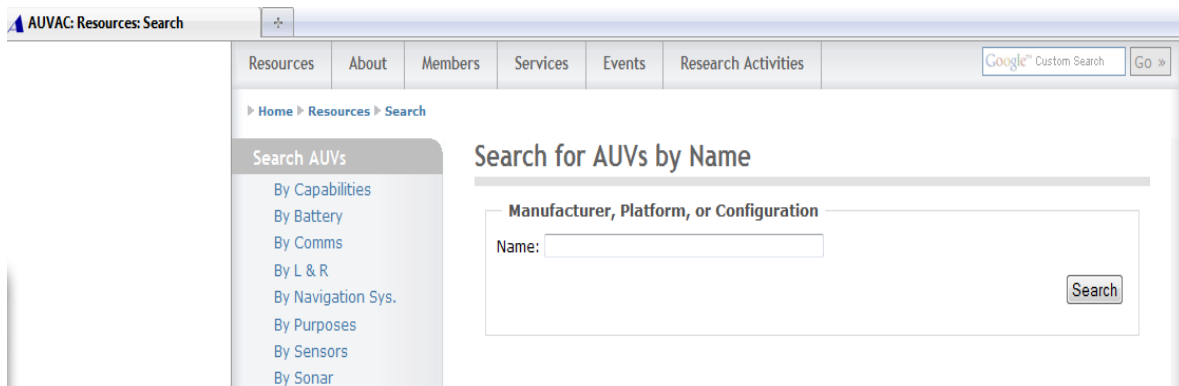 AUVAC: Resources: Search
Resources About Members Services Events Research Activities Google™ Custom Search Go »
Home Resources Search
Search AUVs
By Capabilities
By Battery
By Comms
By L & R
By Navigation Sys.
By Purposes
By Sensors
By Sonar
Search for AUVs by Name
Manufacturer, Platform, or Configuration
Name:
Search